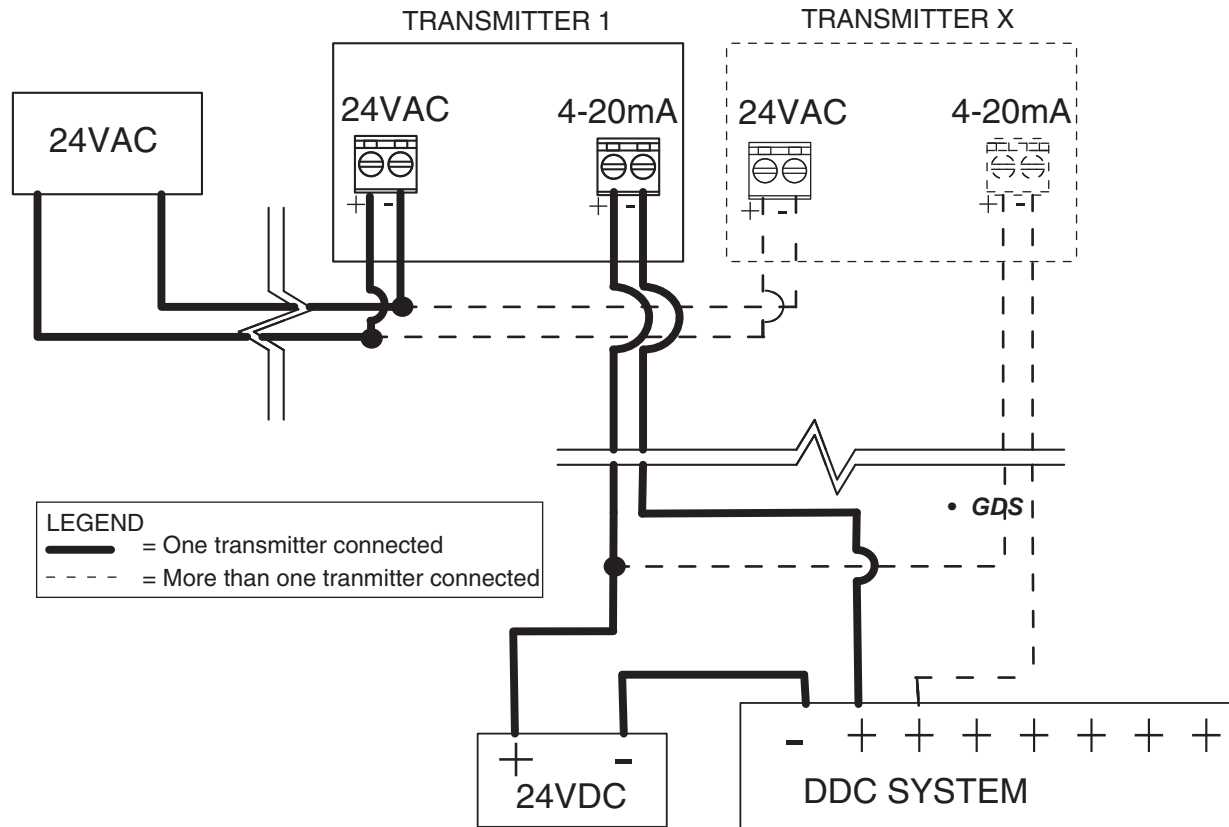 TRANSMITTER 1
TRANSMITTER X
24VAC
24VAC
4-20mA
24VAC
4-20mA
+ -
+ -
+ -
+ -
• GDS
LEGEND
= One transmitter connected
= More than one tranmitter connected
+ -
24VDC
- + + + + + + +
DDC SYSTEM